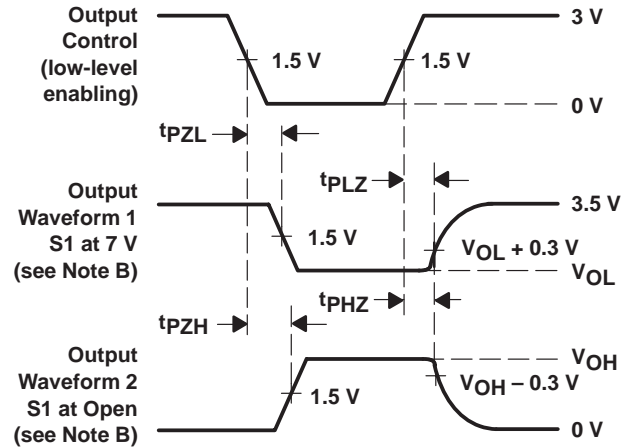 Output
Control
(low-level
enabling)
3 V
1.5 V
1.5 V
0 V
tPZL
tPLZ
Output
Waveform 1
S1 at 7 V
(see Note B)
3.5 V
1.5 V
VOL + 0.3 V
VOL
tPZH
tPHZ
Output
Waveform 2
S1 at Open
(see Note B)
VOH
VOH – 0.3 V
1.5 V
0 V